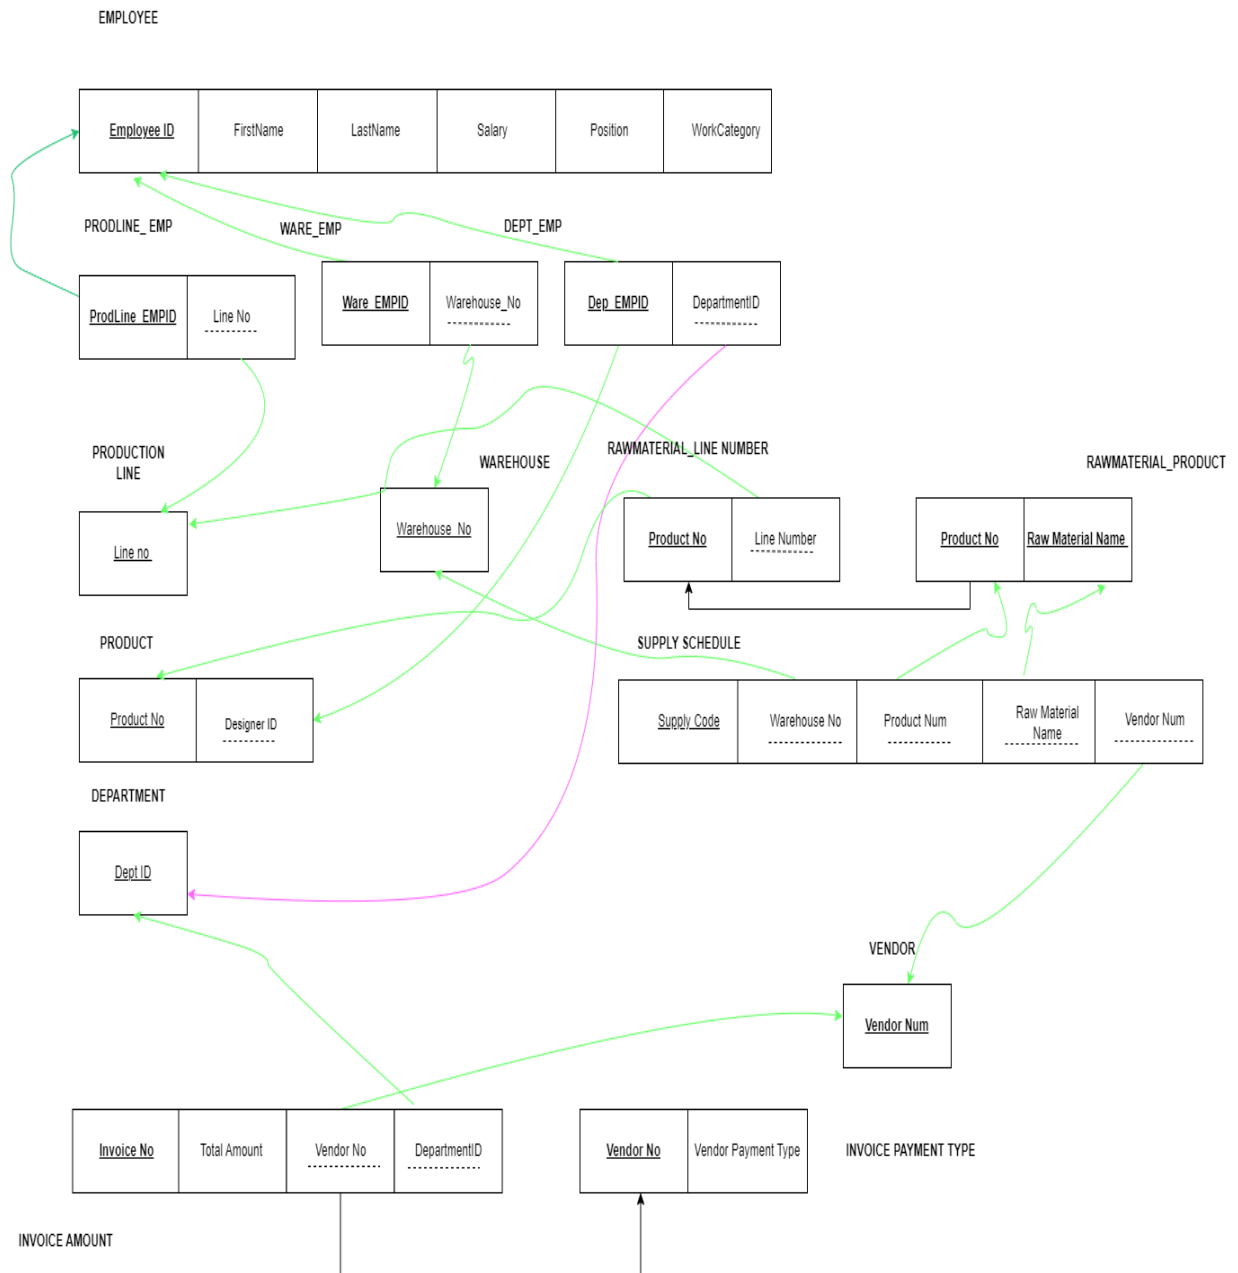 EMPLOYEE
Employee ID
FirstName
LastName
Salary
Position
WorkCategory
PRODLINE_ EMP
WARE_EMP
DEPT_EMP
ProdLine_EMPID
Line No
Ware_EMPID
Warehouse_No
Dep_EMPID
DepartmentID
PRODUCTION
LINE
WAREHOUSE
RAWMATERIAL_LINE NUMBER
RAWMATERIAL_PRODUCT
Line no
Warehouse_No
Product No
Line Number
Product No
Raw Material Name
PRODUCT
SUPPLY SCHEDULE
Product No
Designer ID
Supply Code
Warehouse No
Product Num
Raw Material
Name
Vendor Num
DEPARTMENT
Dept ID
VENDOR
Vendor Num
Invoice No
Total Amount
Vendor No
DepartmentID
Vendor No
Vendor Payment Type
INVOICE PAYMENT TYPE
INVOICE AMOUNT